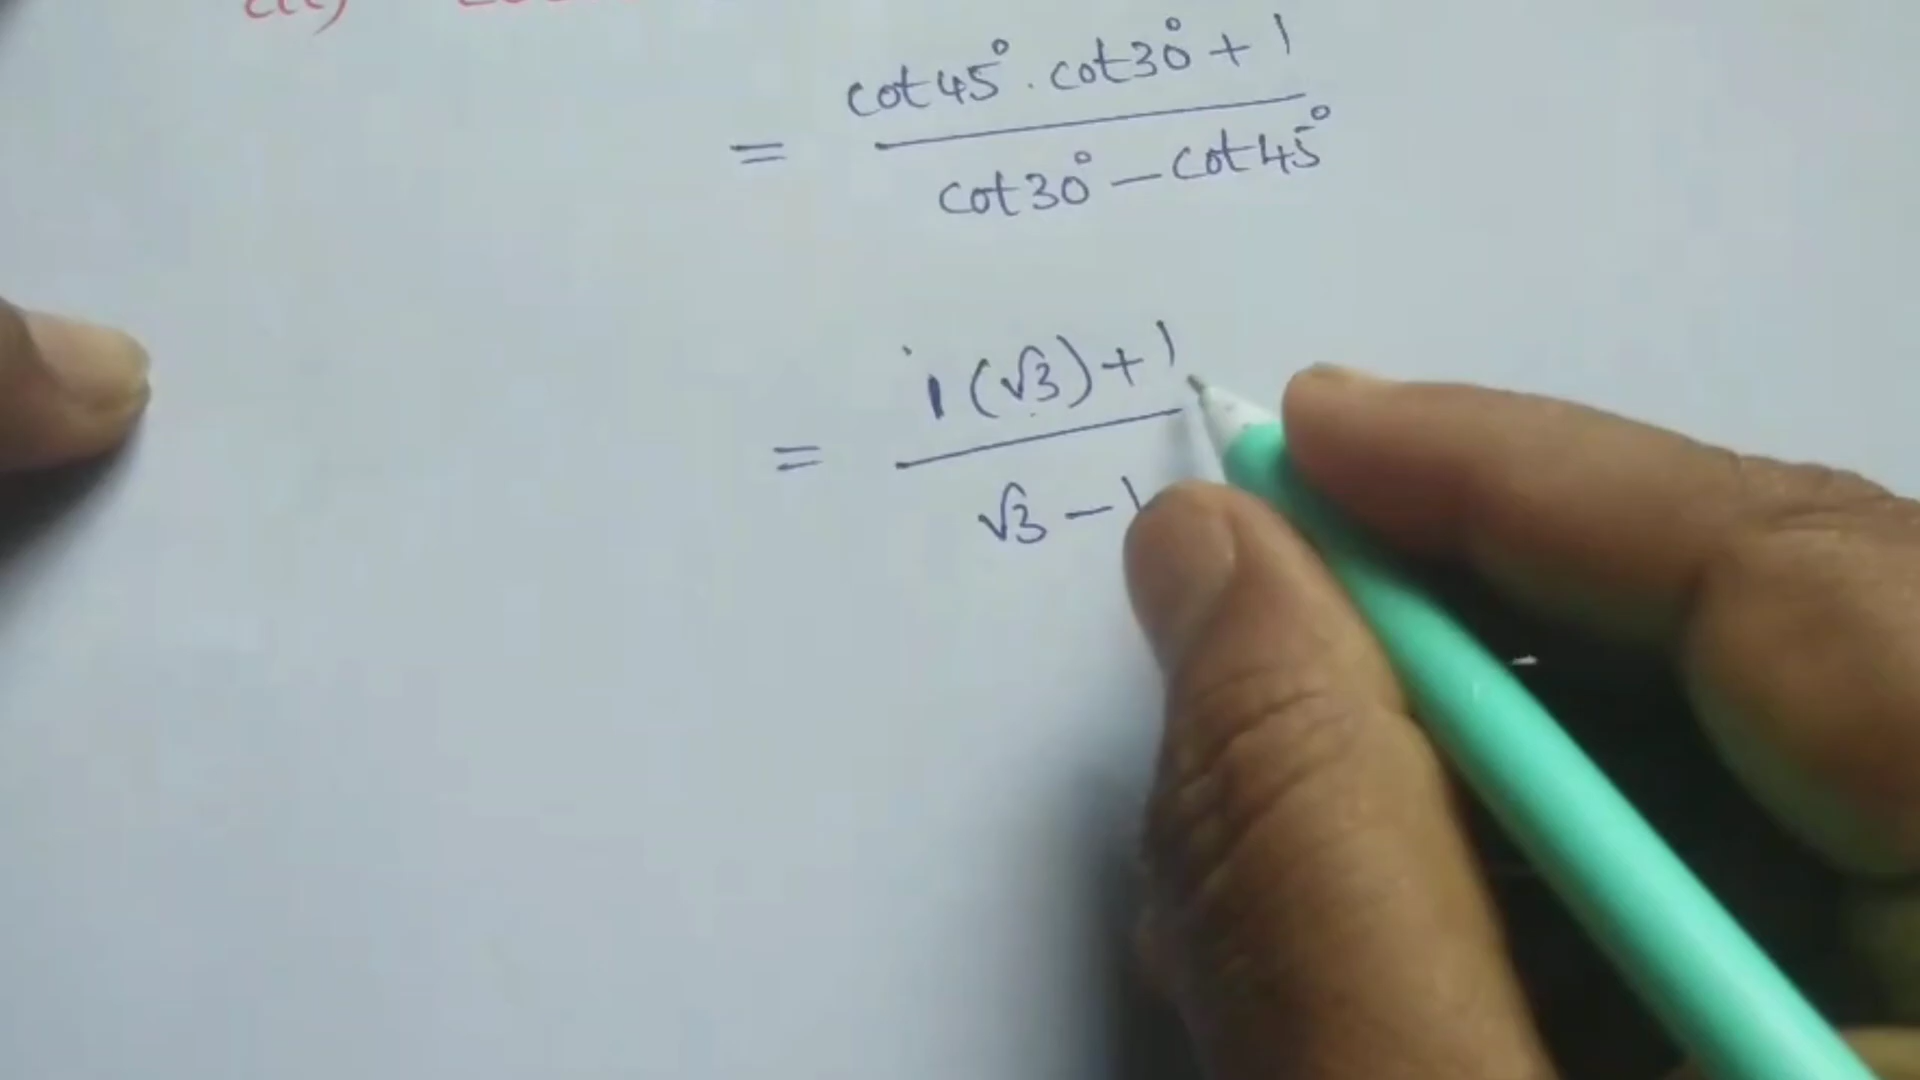 cot45° . cot30° + 1
= cot30° – cot45°
1 (√3) + 1
= √3 – 1